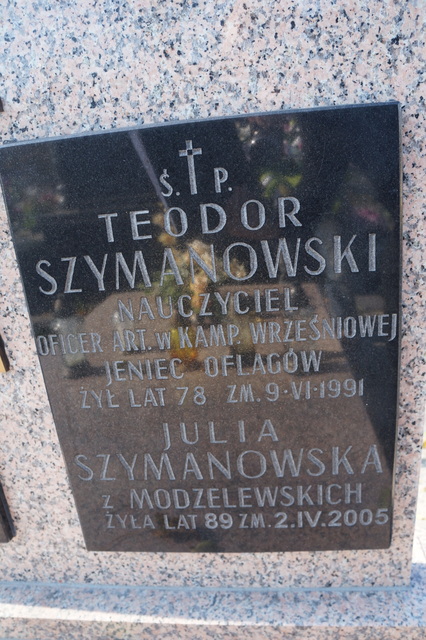 Ś. P.
TEODOR
SZYMANOWSKI
NAUCZYCIEL
OFICER ART. W KAMP. WRZEŚNIOWEJ
JENIEC OFLAGÓW
ŻYŁ LAT 78 ZM. 9·VI·1991
JULIA
SZYMANOWSKA
Z MODZELEWSKICH
ŻYŁA LAT 89 ZM. 2.IV.2005